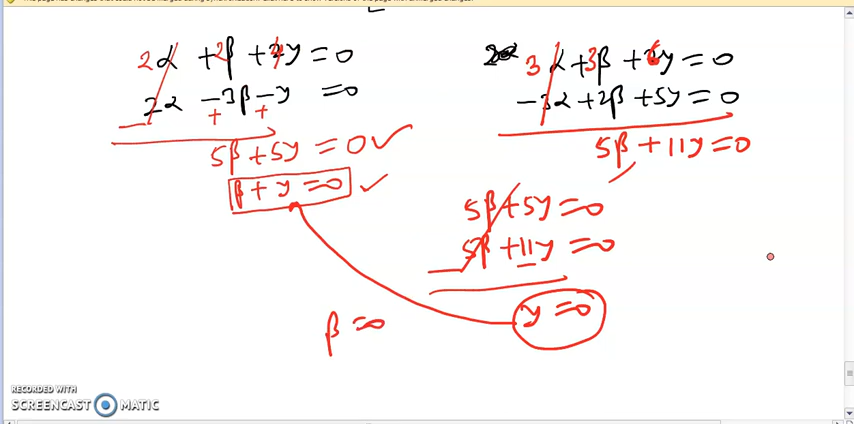 2α + 2β + 4y = 0
2α - 3β - y = 0
+ +
5β + 5y = 0 ✓
β + y = 0 ✓
3α + 3β + 6y = 0
- 3α + 2β + 5y = 0
5β + 11y = 0
5β + 5y = 0
5β + 11y = 0
y = 0
β = 0
RECORDED WITH
SCREENCAST MATIC